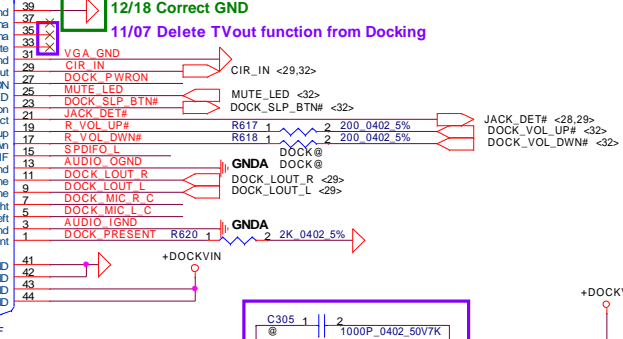 39
12/18 Correct GND
37
35
11/07 Delete TVout function from Docking
33
31 VGA_GND
29 CIR_IN CIR_IN <29,32>
27 DOCK_PWRON
25 MUTE_LED MUTE_LED <32>
23 DOCK_SLP_BTN# DOCK_SLP_BTN# <32>
21 JACK_DET# JACK_DET# <28,29>
19 R_VOL_UP# R617 1 2 200_0402_5% DOCK_VOL_UP# <32>
17 R_VOL_DWN# R618 1 2 200_0402_5% DOCK_VOL_DWN# <32>
15 SPDIFO_L DOCK@
13 AUDIO_OGND GNDA DOCK@
11 DOCK_LOUT_R DOCK_LOUT_R <29>
9 DOCK_LOUT_L DOCK_LOUT_L <29>
7 DOCK_MIC_R_C
5 DOCK_MIC_L_C
3 AUDIO_IGND GNDA
1 DOCK_PRESENT R620 1 2 2K_0402_5%
41 +DOCKVIN
42
43
44
C305 1 2
@ 1000P_0402_50V7K